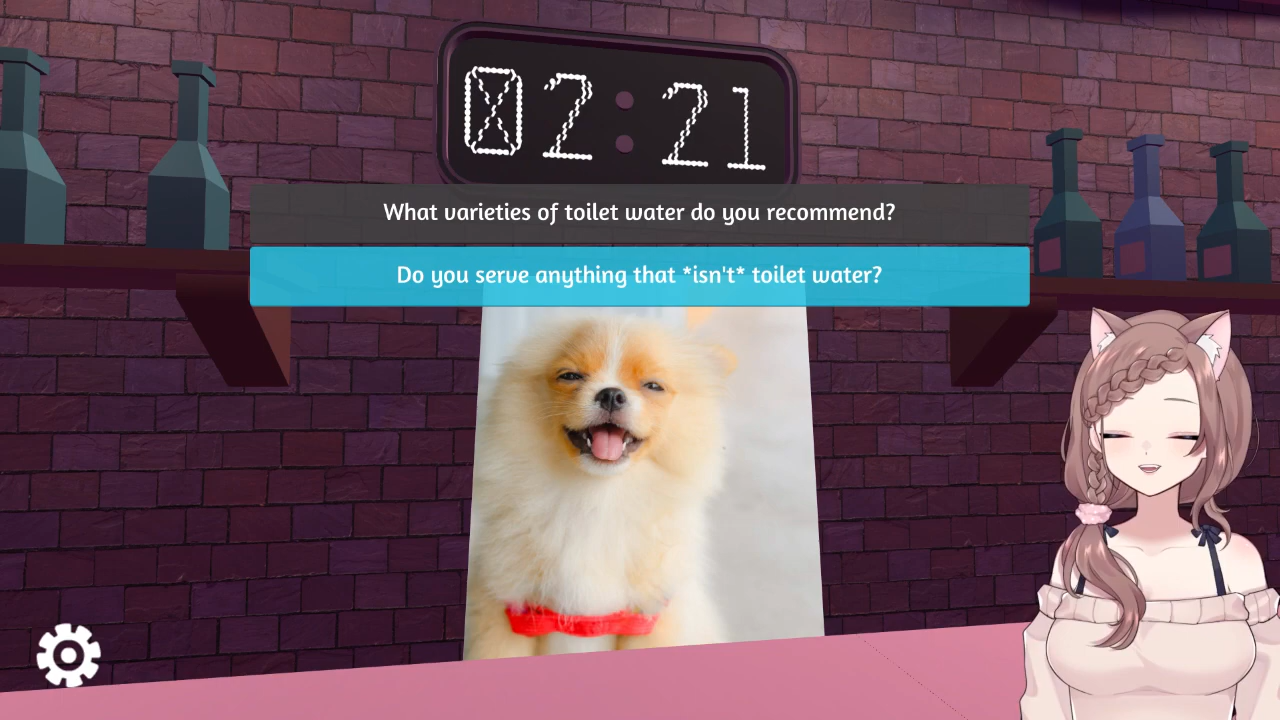 02:21
What varieties of toilet water do you recommend?
Do you serve anything that *isn't* toilet water?